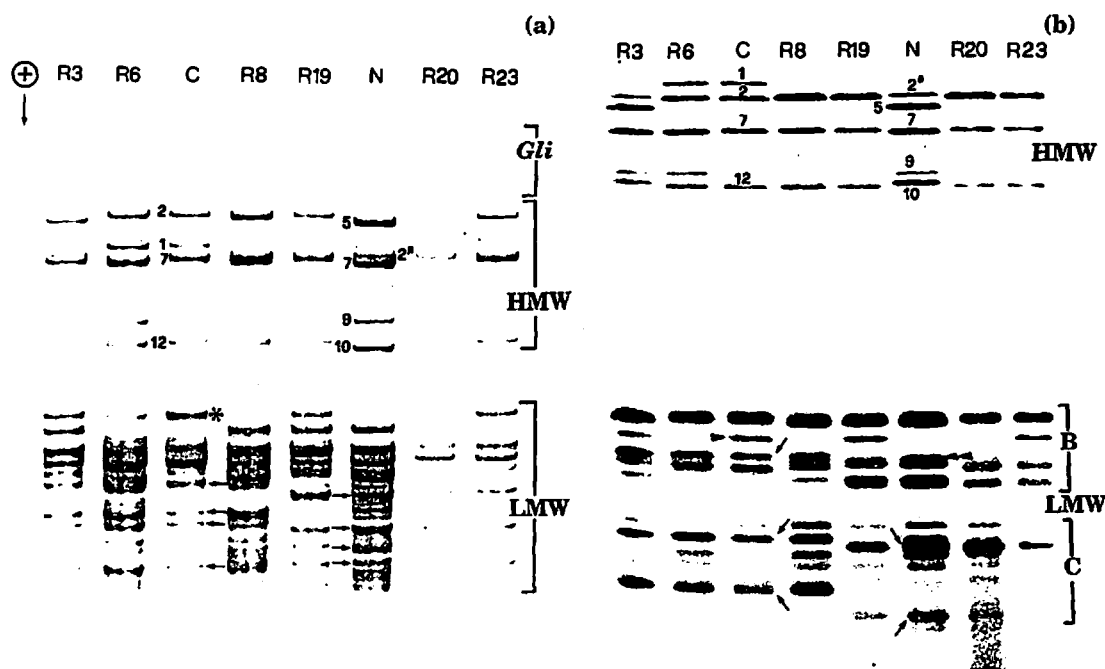 (a)
R3 R6 C R8 R19 N R20 R23
Gli
2 5
1
7 7 2*
HMW
9
12 10
*
LMW
(b)
R3 R6 C R8 R19 N R20 R23
1
2 2*
5
7 7
HMW
9
12 10
B
LMW
C